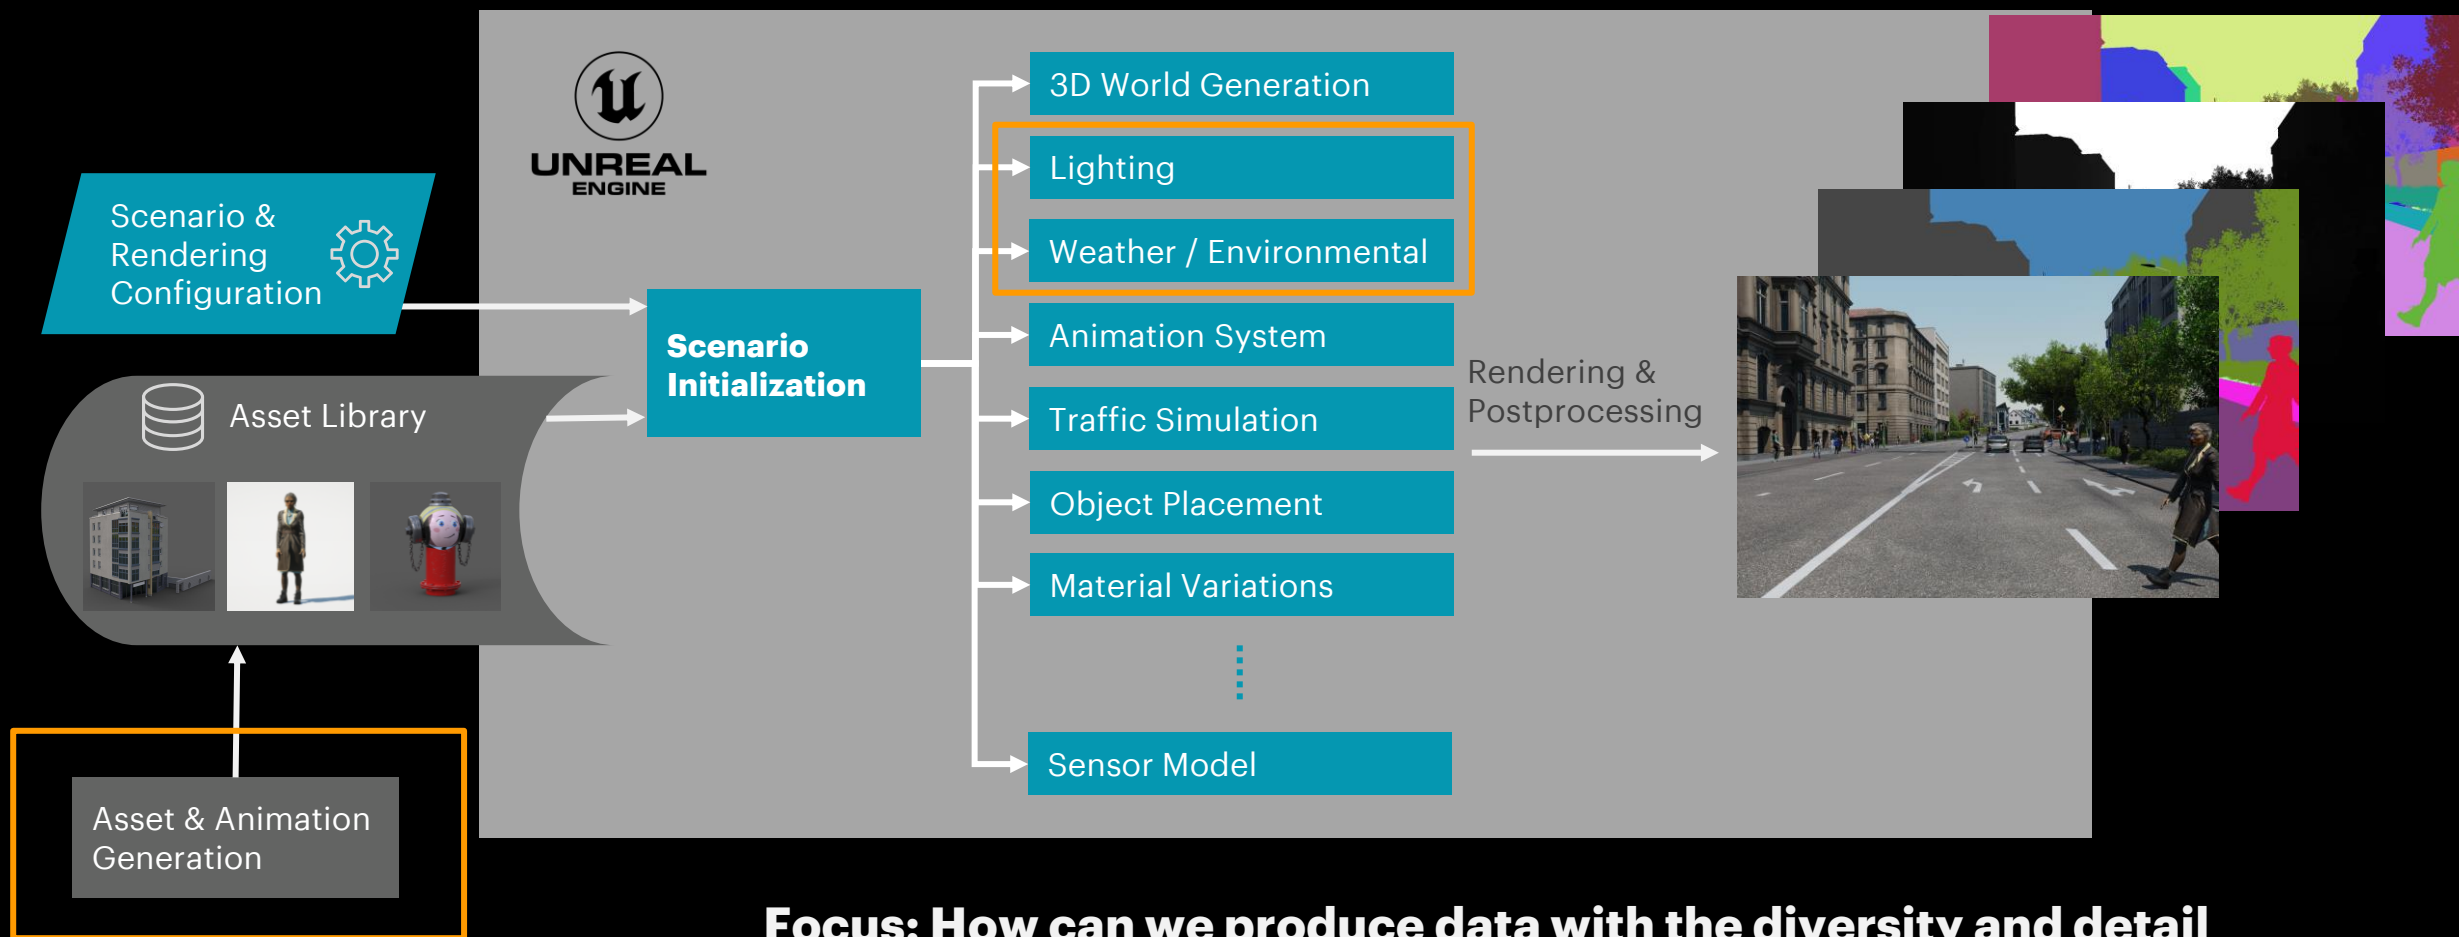 UNREAL
ENGINE
Scenario &
Rendering
Configuration
Asset Library
Asset & Animation
Generation
Scenario
Initialization
3D World Generation
Lighting
Weather / Environmental
Animation System
Traffic Simulation
Object Placement
Material Variations
Sensor Model
Rendering &
Postprocessing
Focus: How can we produce data with the diversity and detail